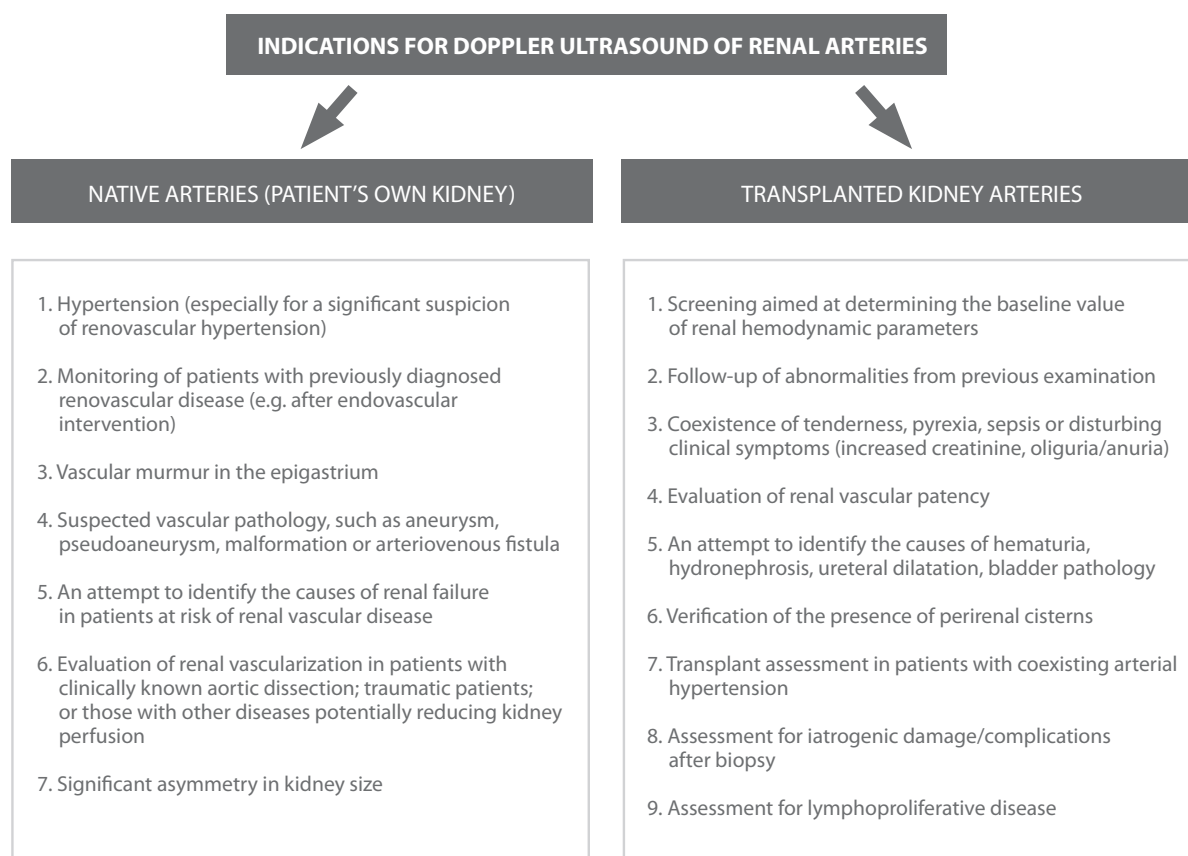 INDICATIONS FOR DOPPLER ULTRASOUND OF RENAL ARTERIES
NATIVE ARTERIES (PATIENT'S OWN KIDNEY)
1. Hypertension (especially for a significant suspicion
of renovascular hypertension)
2. Monitoring of patients with previously diagnosed
renovascular disease (e.g. after endovascular
intervention)
3. Vascular murmur in the epigastrium
4. Suspected vascular pathology, such as aneurysm,
pseudoaneurysm, malformation or arteriovenous fistula
5. An attempt to identify the causes of renal failure
in patients at risk of renal vascular disease
6. Evaluation of renal vascularization in patients with
clinically known aortic dissection; traumatic patients;
or those with other diseases potentially reducing kidney
perfusion
7. Significant asymmetry in kidney size
TRANSPLANTED KIDNEY ARTERIES
1. Screening aimed at determining the baseline value
of renal hemodynamic parameters
2. Follow-up of abnormalities from previous examination
3. Coexistence of tenderness, pyrexia, sepsis or disturbing
clinical symptoms (increased creatinine, oliguria/anuria)
4. Evaluation of renal vascular patency
5. An attempt to identify the causes of hematuria,
hydronephrosis, ureteral dilatation, bladder pathology
6. Verification of the presence of perirenal cisterns
7. Transplant assessment in patients with coexisting arterial
hypertension
8. Assessment for iatrogenic damage/complications
after biopsy
9. Assessment for lymphoproliferative disease